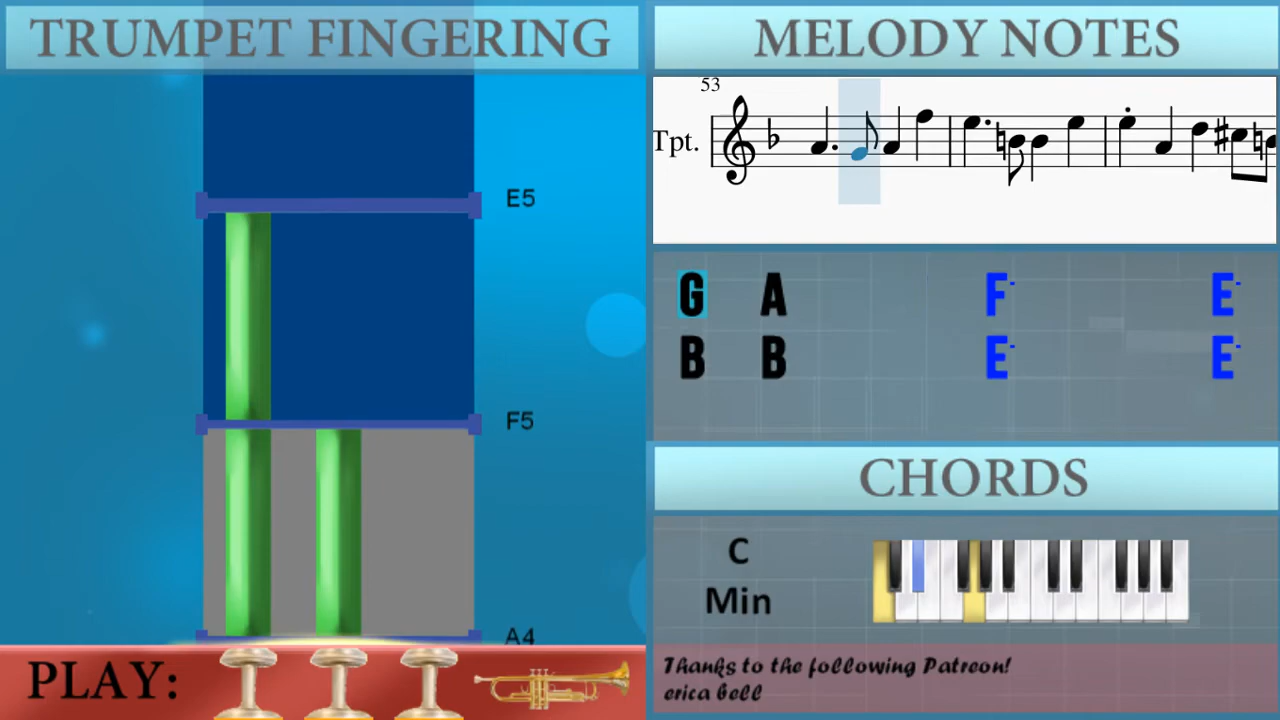 TRUMPET FINGERING
E5
F5
A4
PLAY:
MELODY NOTES
53
Tpt.
G A F- E-
B B E- E-
CHORDS
C
Min
Thanks to the following Patreon!
erica bell